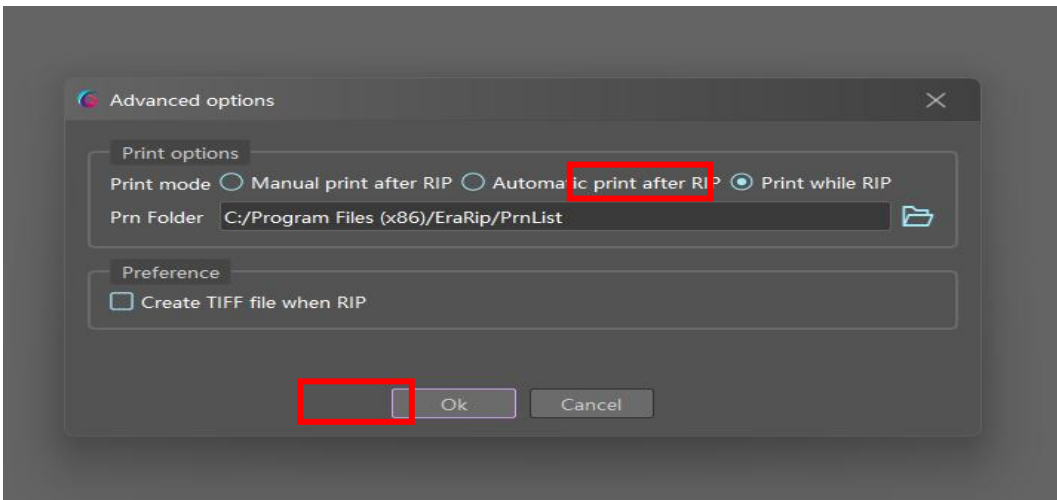 Advanced options
Print options
Print mode Manual print after RIP Automatic print after RIP Print while RIP
Prn Folder C:/Program Files (x86)/EraRip/PrnList
Preference
Create TIFF file when RIP
Ok Cancel